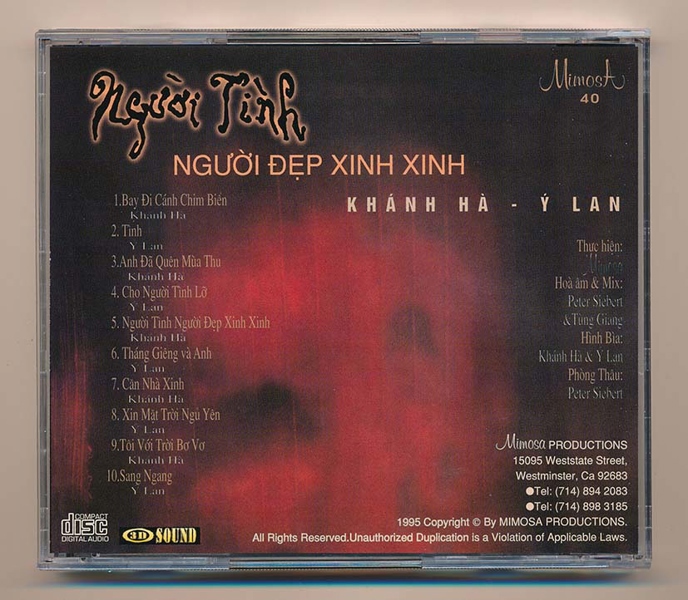 Người Tình
Mimosa
40
NGƯỜI ĐẸP XINH XINH
KHÁNH HÀ - Ý LAN
1.Bay Đi Cánh Chim Biển
Khánh Hà
2. Tình
Ý Lan
3.Anh Đã Quên Mùa Thu
Khánh Hà
4. Cho Người Tình Lỡ
Ý Lan
5. Người Tình Người Đẹp Xinh Xinh
Khánh Hà
6. Tháng Giêng và Anh
Ý Lan
7. Căn Nhà Xinh
Khánh Hà
8. Xin Mặt Trời Ngủ Yên
Ý Lan
9.Tôi Với Trời Bơ Vơ
Khánh Hà
10.Sang Ngang
Ý Lan
Thực hiện:
Mimosa
Hoà âm & Mix:
Peter Siebert
&Tùng Giang
Hình Bìa:
Khánh Hà & Ý Lan
Phòng Thâu:
Peter Siebert
Mimosa PRODUCTIONS
15095 Weststate Street,
Westminster, Ca 92683
●Tel: (714) 894 2083
●Tel: (714) 898 3185
1995 Copyright © By MIMOSA PRODUCTIONS.
All Rights Reserved.Unauthorized Duplication is a Violation of Applicable Laws.
COMPACT
disc
DIGITAL AUDIO
3D SOUND